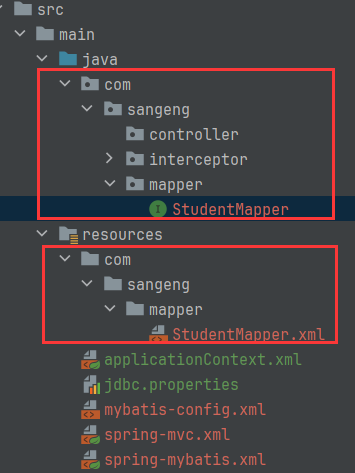 src
main
java
com
sangeng
controller
interceptor
mapper
StudentMapper
resources
com
sangeng
mapper
StudentMapper.xml
applicationContext.xml
jdbc.properties
mybatis-config.xml
spring-mvc.xml
spring-mybatis.xml